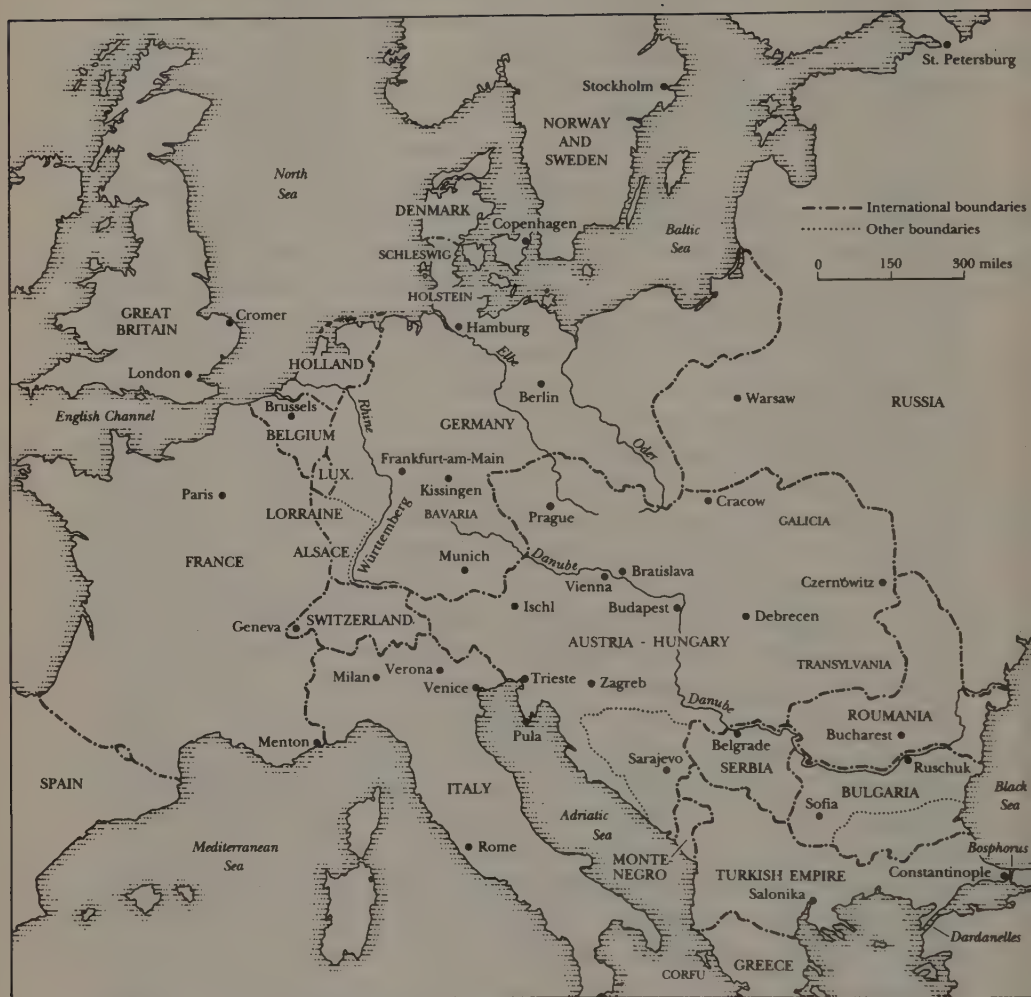 St. Petersburg
Stockholm
NORWAY
AND
SWEDEN
North
Sea
DENMARK
Copenhagen
Baltic
Sea
International boundaries
Other boundaries
0 150 300 miles
SCHLESWIG
HOLSTEIN
GREAT
BRITAIN
Cromer
Hamburg
HOLLAND
Elbe
London
Berlin
English Channel
Brussels
BELGIUM
Rhine
GERMANY
Oder
Warsaw
RUSSIA
Frankfurt-am-Main
LUX.
Kissingen
Paris
LORRAINE
BAVARIA
Prague
Cracow
GALICIA
FRANCE
ALSACE
Württemberg
Munich
Danube
Vienna
Bratislava
Czernowitz
Ischl
Budapest
Debrecen
Geneva
SWITZERLAND
AUSTRIA - HUNGARY
TRANSYLVANIA
Milan
Verona
Venice
Trieste
Zagreb
Danube
Menton
Pula
Belgrade
SERBIA
ROUMANIA
Bucharest
Ruschuk
Sarajevo
SPAIN
ITALY
Sofia
BULGARIA
Black
Sea
Adriatic
Sea
Mediterranean
Sea
Rome
MONTE-
NEGRO
TURKISH EMPIRE
Bosphorus
Constantinople
Salonika
Dardanelles
CORFU
GREECE